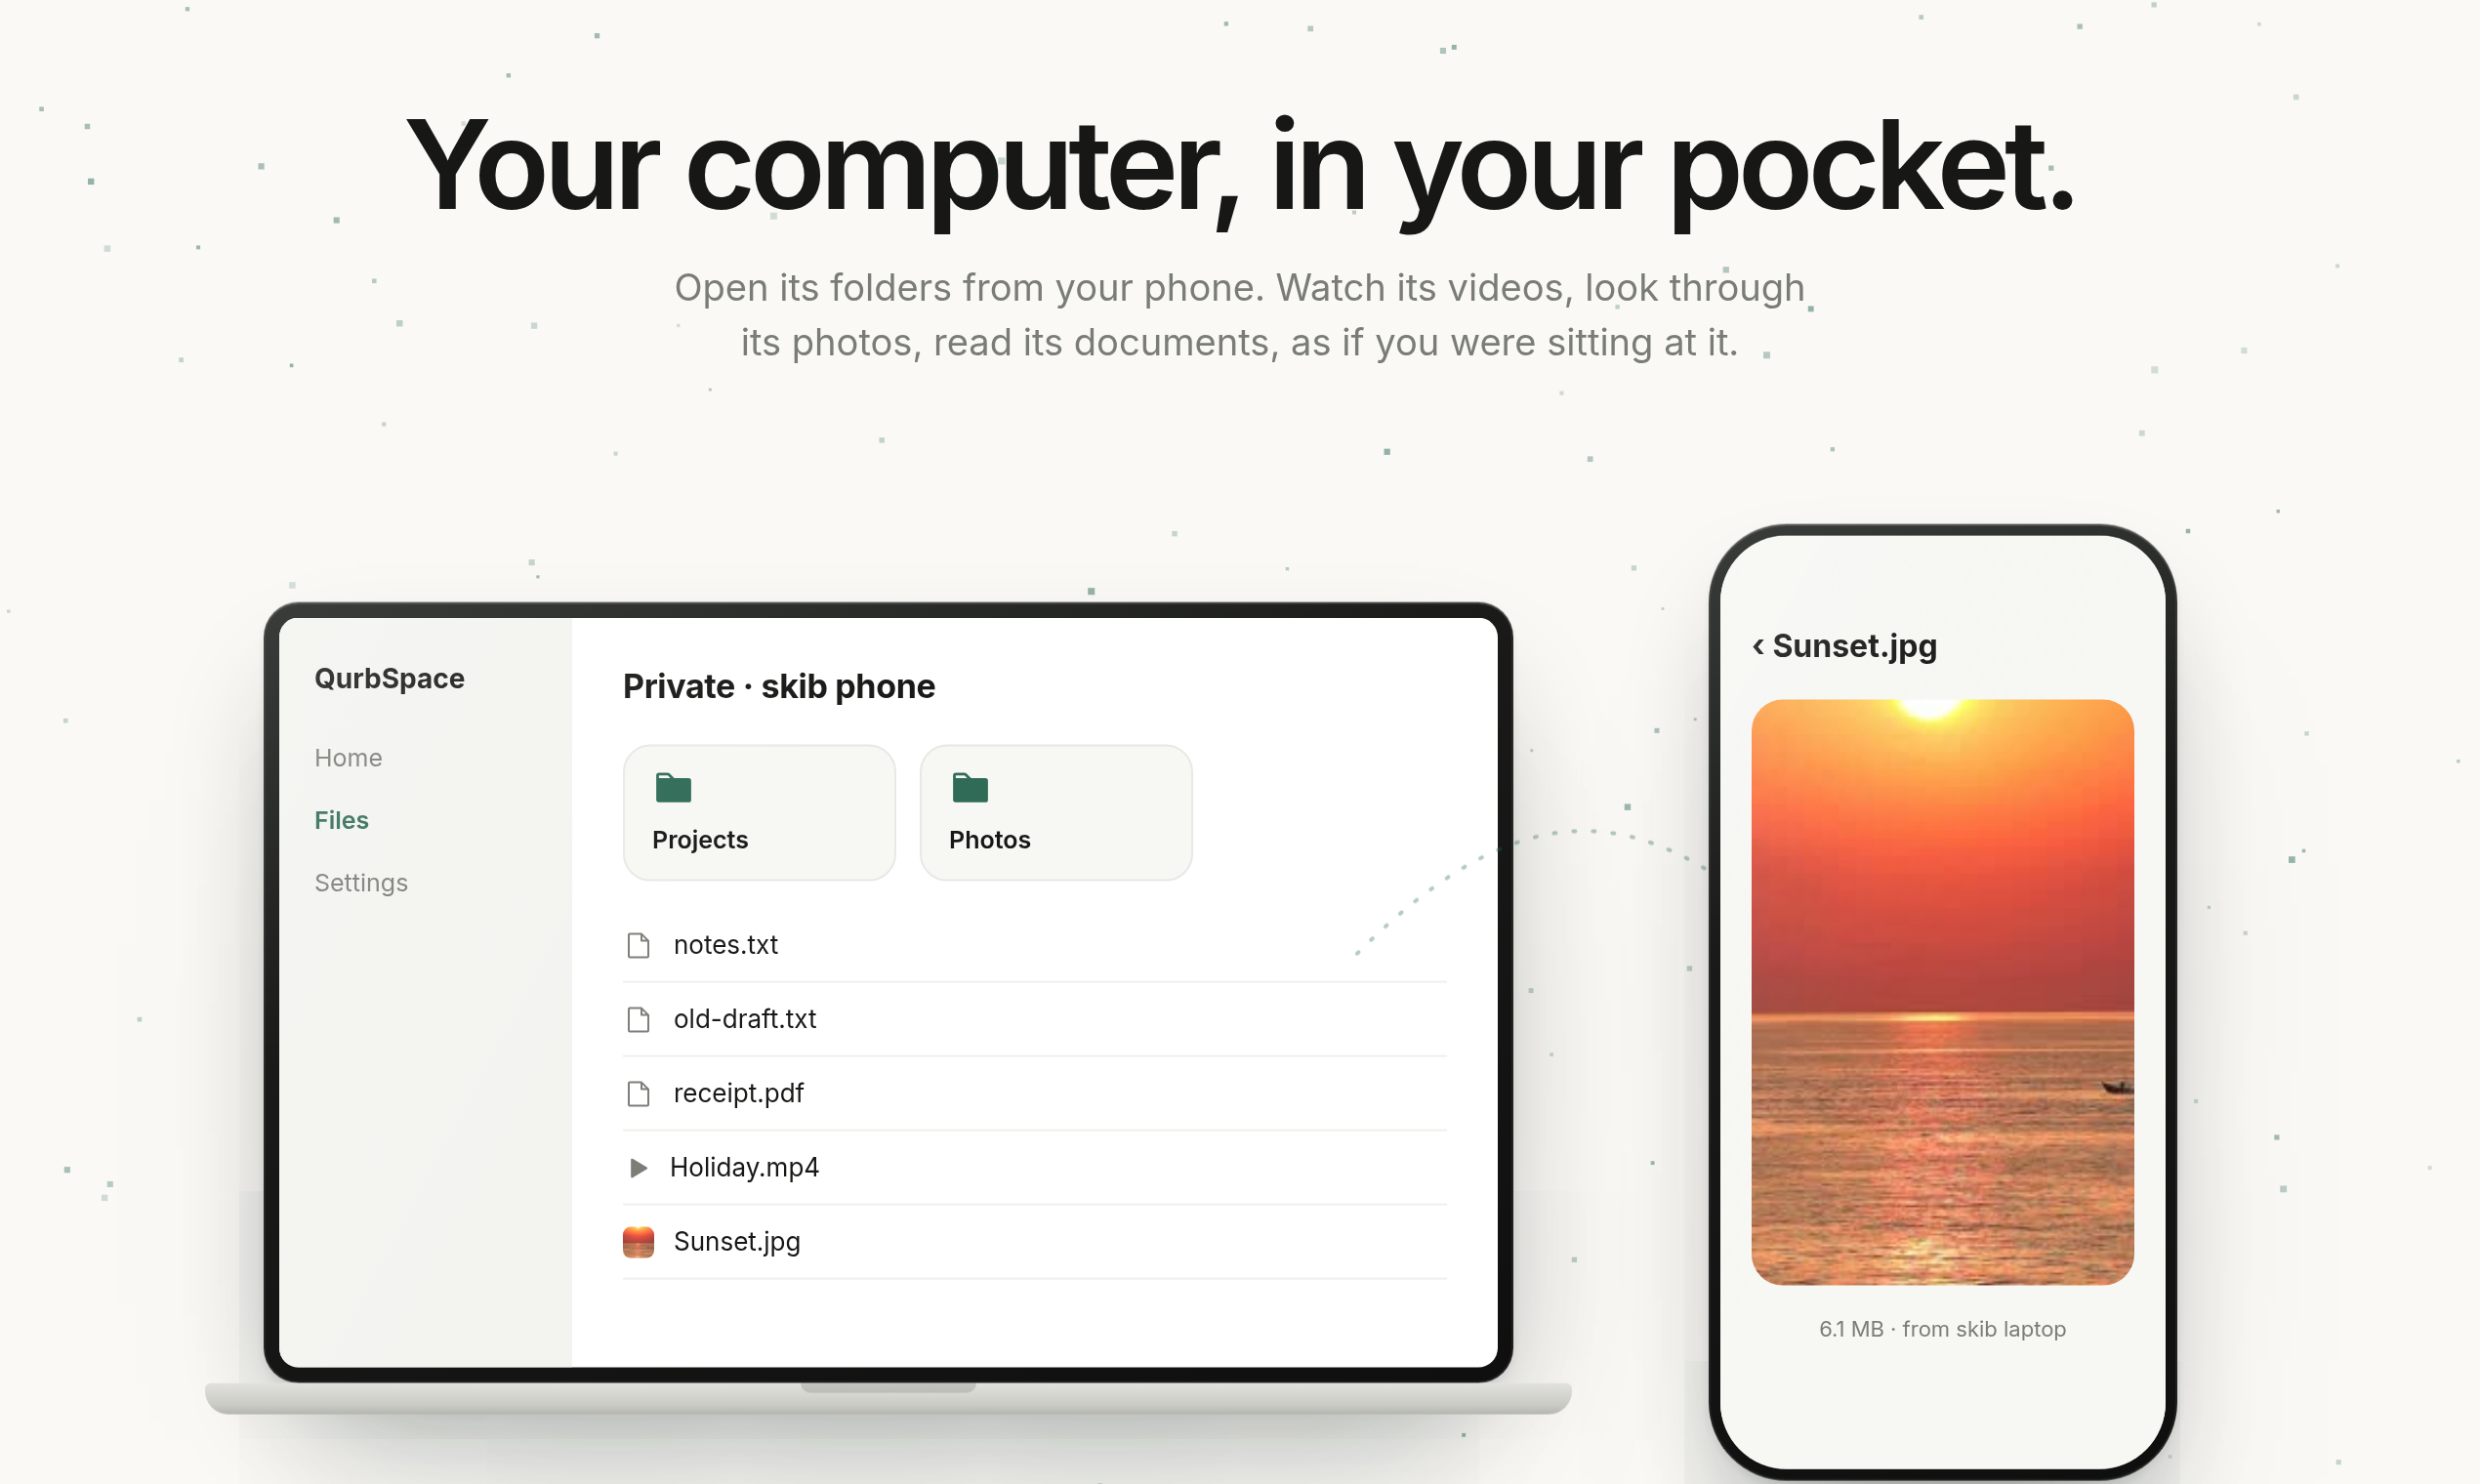 Your computer, in your pocket.
Open its folders from your phone. Watch its videos, look through
its photos, read its documents, as if you were sitting at it.
QurbSpace
Home
Files
Settings
Private · skib phone
Projects
Photos
notes.txt
old-draft.txt
receipt.pdf
Holiday.mp4
Sunset.jpg
‹ Sunset.jpg
6.1 MB · from skib laptop